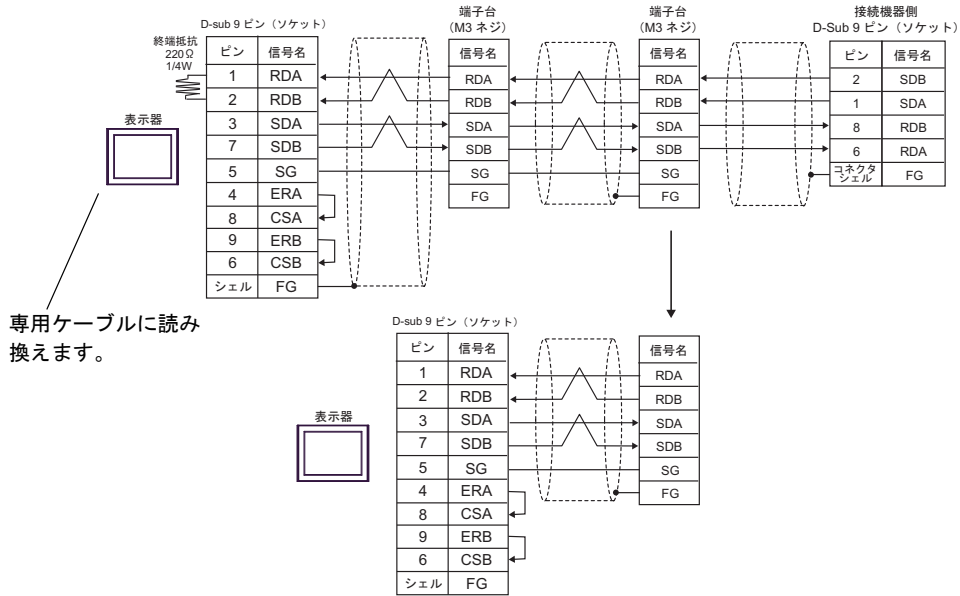 D-sub 9 ピン（ソケット）
終端抵抗
220 Ω
1/4W
表示器
ピン 信号名
1 RDA
2 RDB
3 SDA
7 SDB
5 SG
4 ERA
8 CSA
9 ERB
6 CSB
シェル FG
専用ケーブルに読み
換えます。
端子台
(M3 ネジ)
信号名
RDA
RDB
SDA
SDB
SG
FG
端子台
(M3 ネジ)
信号名
RDA
RDB
SDA
SDB
SG
FG
接続機器側
D-Sub 9 ピン（ソケット）
ピン 信号名
2 SDB
1 SDA
8 RDB
6 RDA
コネクタ
シェル FG
D-sub 9 ピン（ソケット）
表示器
ピン 信号名
1 RDA
2 RDB
3 SDA
7 SDB
5 SG
4 ERA
8 CSA
9 ERB
6 CSB
シェル FG
信号名
RDA
RDB
SDA
SDB
SG
FG